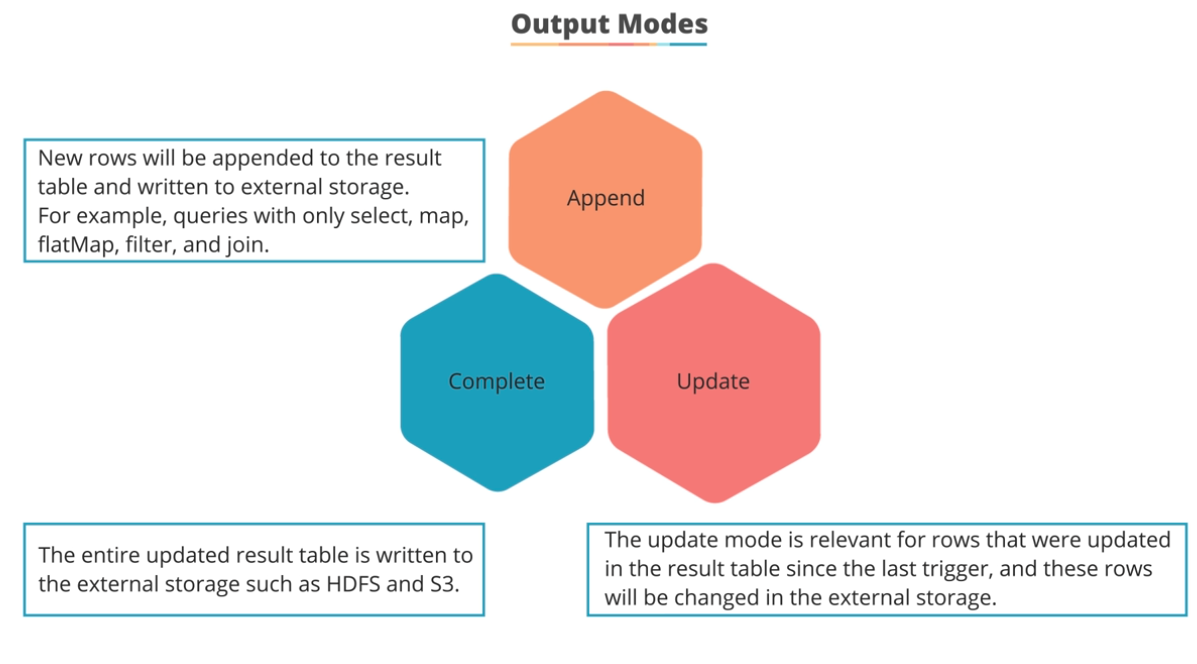 Output Modes
New rows will be appended to the result
table and written to external storage.
For example, queries with only select, map,
flatMap, filter, and join.
Append
Complete
Update
The entire updated result table is written to
the external storage such as HDFS and S3.
The update mode is relevant for rows that were updated
in the result table since the last trigger, and these rows
will be changed in the external storage.